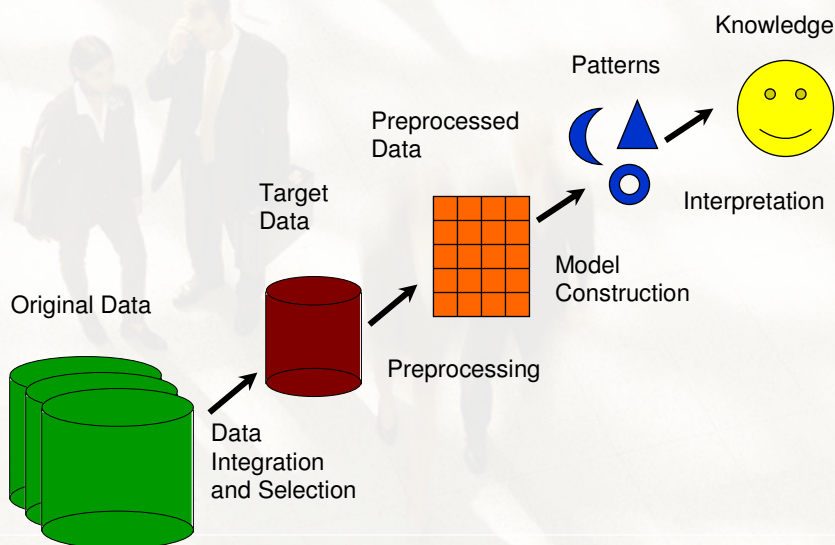 Knowledge
Patterns
Preprocessed
Data
Target
Data
Interpretation
Model
Construction
Original Data
Preprocessing
Data
Integration
and Selection